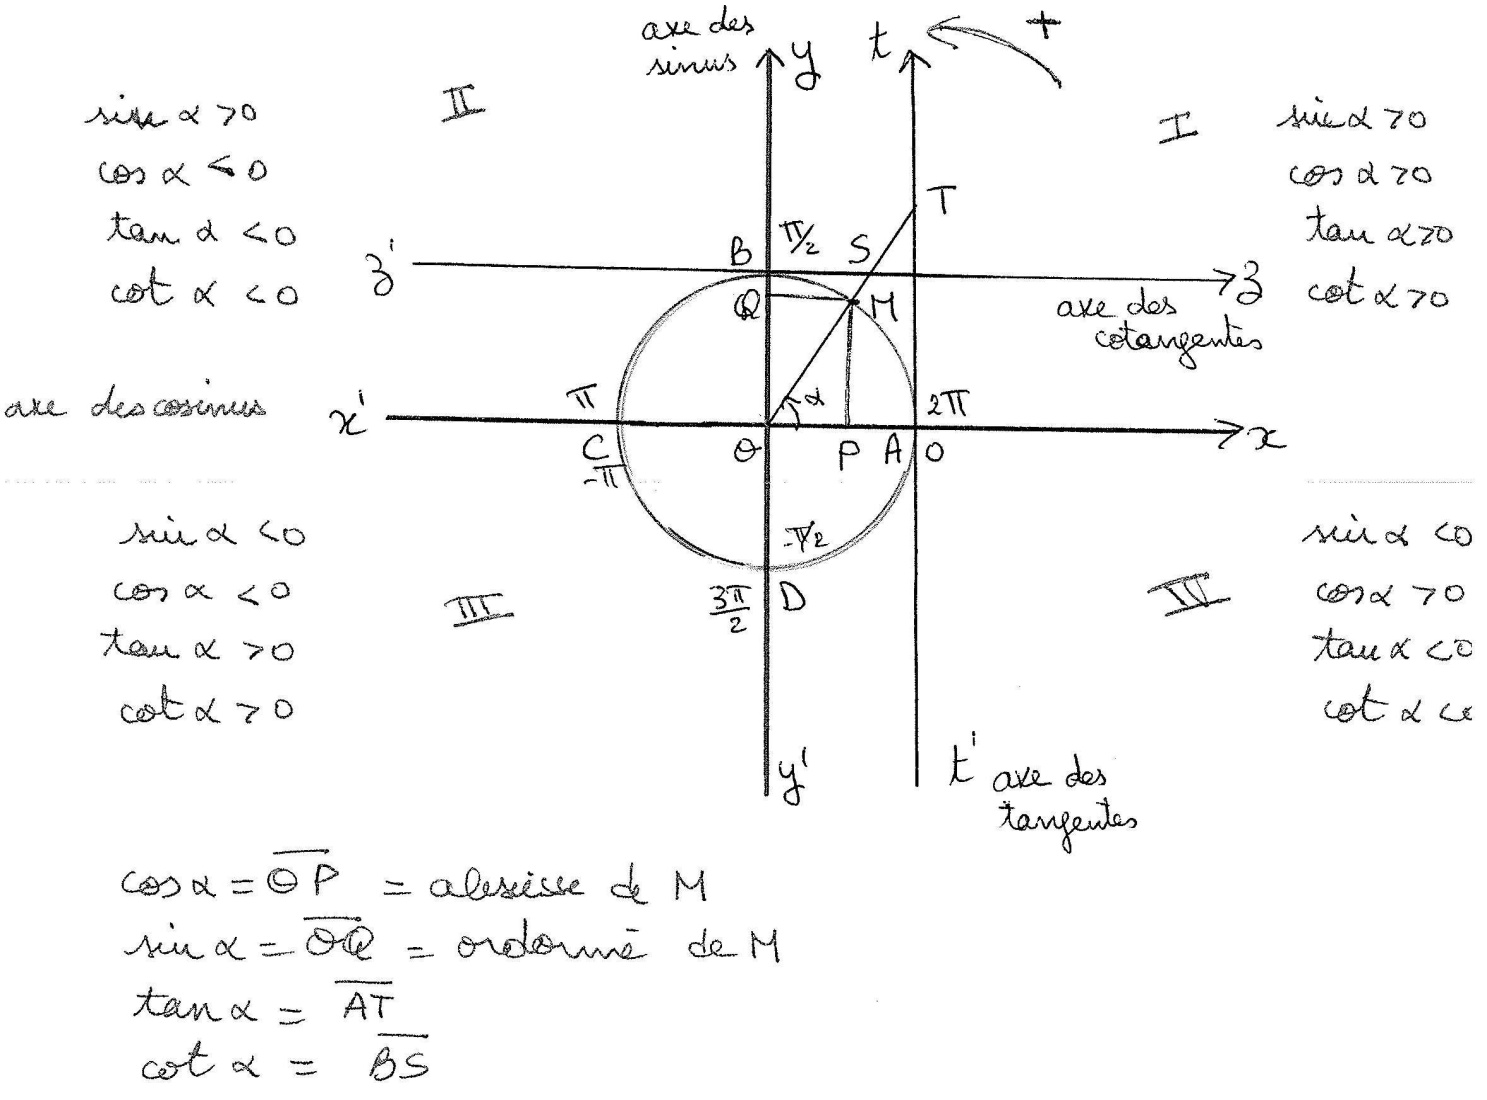 axe des
sinus
y
t
+
II
sin α > 0
cos α < 0
tan α < 0
cot α < 0
I
sin α > 0
cos α > 0
tan α > 0
cot α > 0
T
B
π/2
S
z'
z
Q
M
axe des
cotangentes
axe des cosinus
x'
π
α
2π
x
C
-π
O
P
A
0
sin α < 0
cos α < 0
tan α > 0
cot α > 0
III
-π/2
3π/2
D
IV
sin α < 0
cos α > 0
tan α < 0
cot α <
y'
t'
axe des
tangentes
cos α = OP = abscisse de M
sin α = OQ = ordonné de M
tan α = AT
cot α = BS